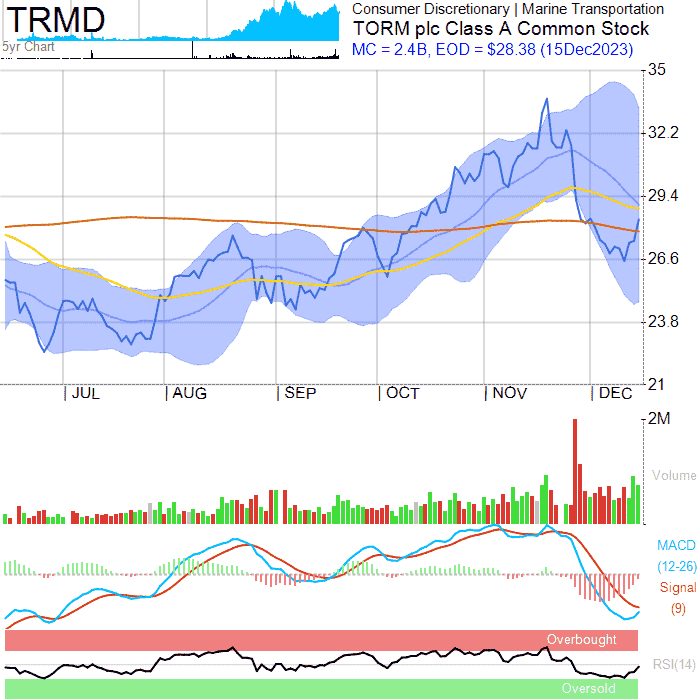 TRMD
5yr Chart
Consumer Discretionary | Marine Transportation
TORM plc Class A Common Stock
MC = 2.4B, EOD = $28.38 (15Dec2023)
35
32.2
29.4
26.6
23.8
21
JUL
AUG
SEP
OCT
NOV
DEC
2M
Volume
MACD
(12-26)
Signal
(9)
Overbought
RSI(14)
Oversold